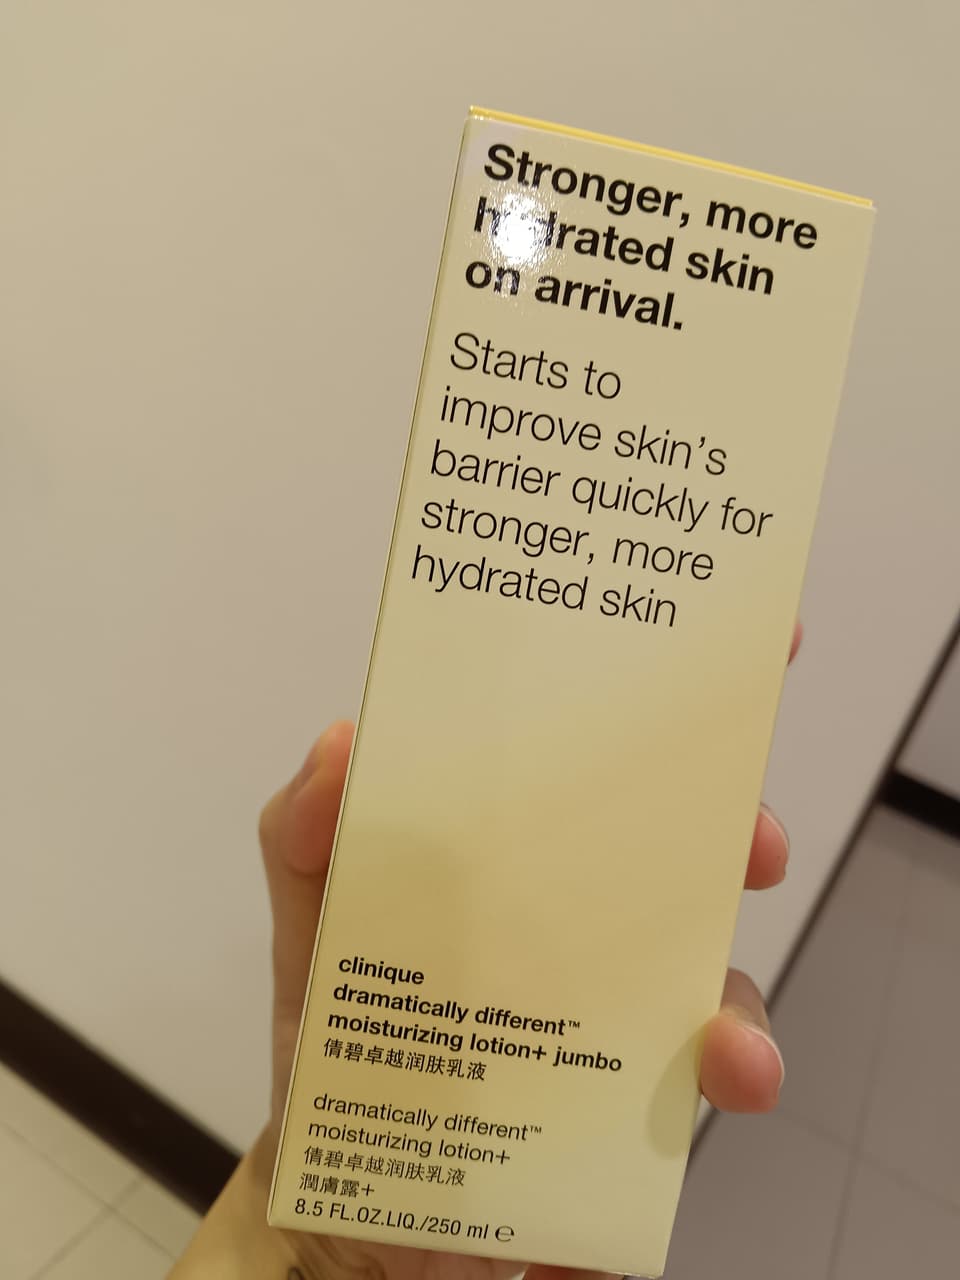 Stronger, more
hydrated skin
on arrival.
Starts to
improve skin's
barrier quickly for
stronger, more
hydrated skin
clinique
dramatically different™
moisturizing lotion+ jumbo
倩碧卓越润肤乳液
dramatically different™
moisturizing lotion+
倩碧卓越润肤乳液
潤膚露+
8.5 FL.OZ.LIQ./250 ml ℮